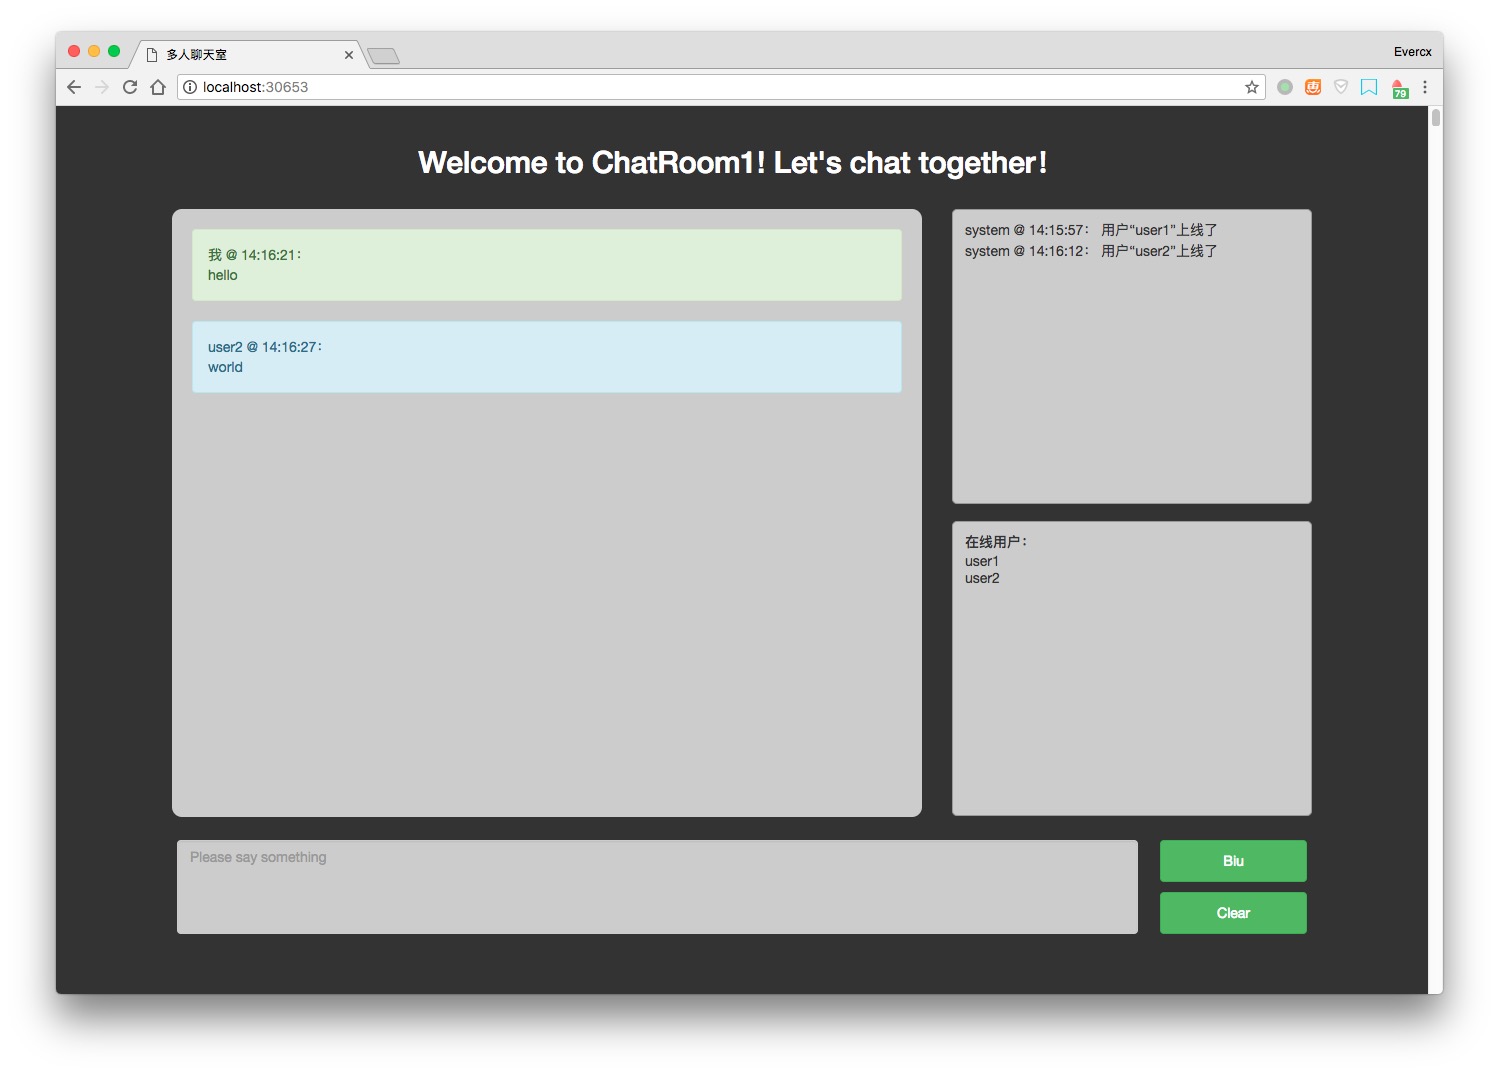 多人聊天室
Evercx
localhost:30653
79
Welcome to ChatRoom1! Let's chat together！
我 @ 14:16:21：
hello
user2 @ 14:16:27：
world
system @ 14:15:57： 用户“user1”上线了
system @ 14:16:12： 用户“user2”上线了
在线用户：
user1
user2
Please say something
Biu
Clear